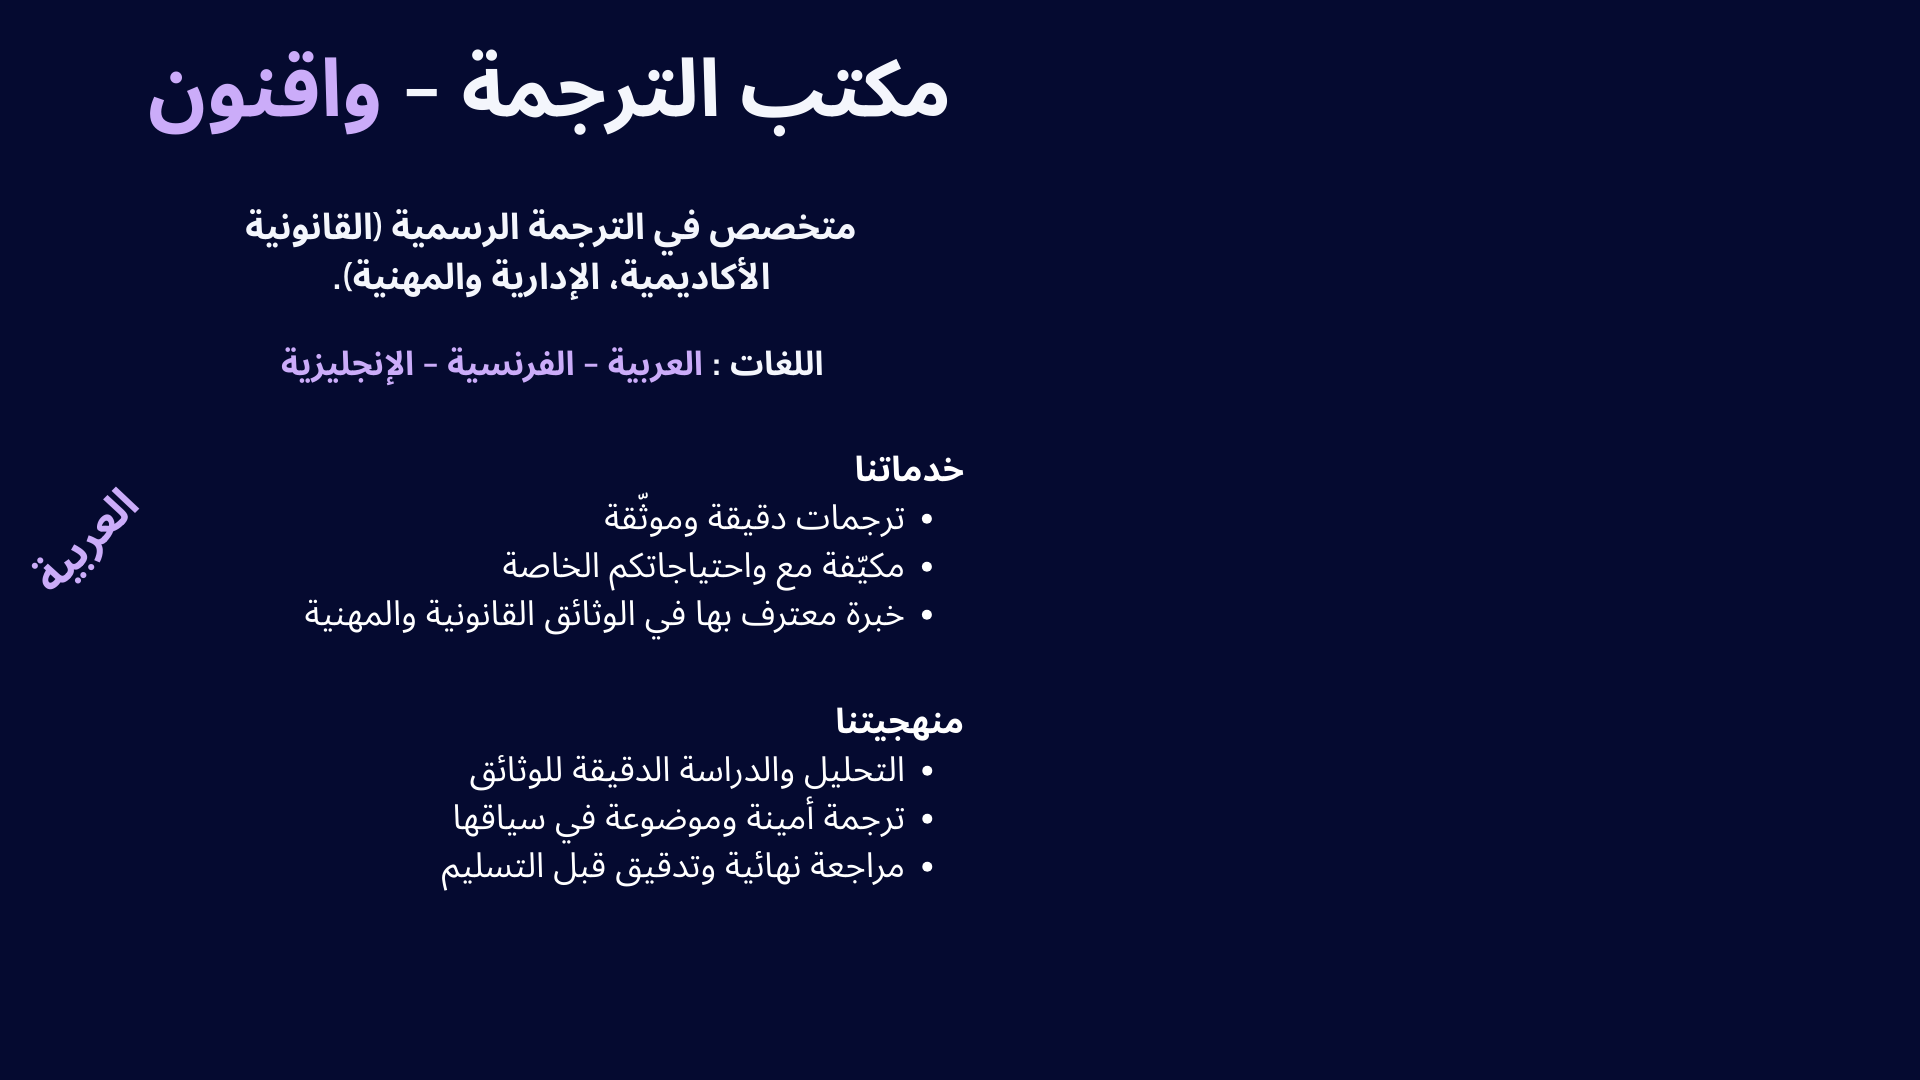 مكتب الترجمة – واقنون
متخصص في الترجمة الرسمية (القانونية
الأكاديمية، الإدارية والمهنية).
اللغات : العربية – الفرنسية – الإنجليزية
خدماتنا
• ترجمات دقيقة وموثّقة
• مكيّفة مع واحتياجاتكم الخاصة
• خبرة معترف بها في الوثائق القانونية والمهنية
العربية
منهجيتنا
• التحليل والدراسة الدقيقة للوثائق
• ترجمة أمينة وموضوعة في سياقها
• مراجعة نهائية وتدقيق قبل التسليم